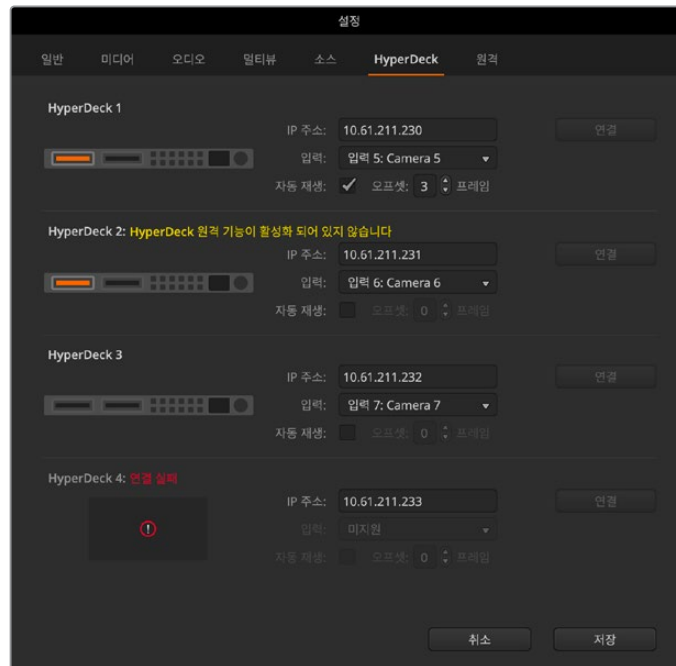 설정
일반 미디어 오디오 멀티뷰 소스 HyperDeck 원격
HyperDeck 1
IP 주소: 10.61.211.230 연결
입력: 입력 5: Camera 5
자동 재생: 오프셋: 3 프레임
HyperDeck 2: HyperDeck 원격 기능이 활성화 되어 있지 않습니다
IP 주소: 10.61.211.231 연결
입력: 입력 6: Camera 6
자동 재생: 오프셋: 0 프레임
HyperDeck 3
IP 주소: 10.61.211.232 연결
입력: 입력 7: Camera 7
자동 재생: 오프셋: 0 프레임
HyperDeck 4: 연결 실패
IP 주소: 10.61.211.233 연결
입력: 미지원
자동 재생: 오프셋: 0 프레임
취소 저장